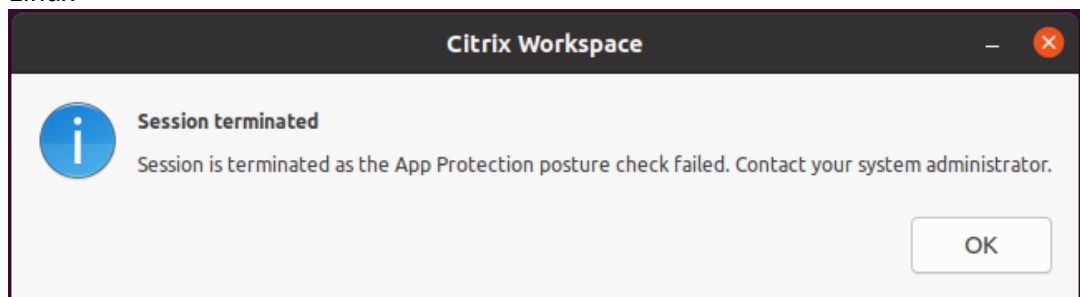 Linux
Citrix Workspace
Session terminated
Session is terminated as the App Protection posture check failed. Contact your system administrator.
OK